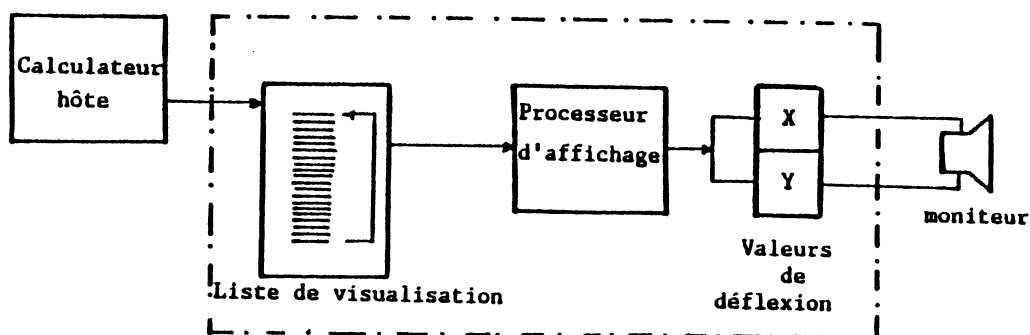 Calculateur
hôte
Processeur
d'affichage
X
Y
moniteur
Valeurs
de
déflexion
Liste de visualisation